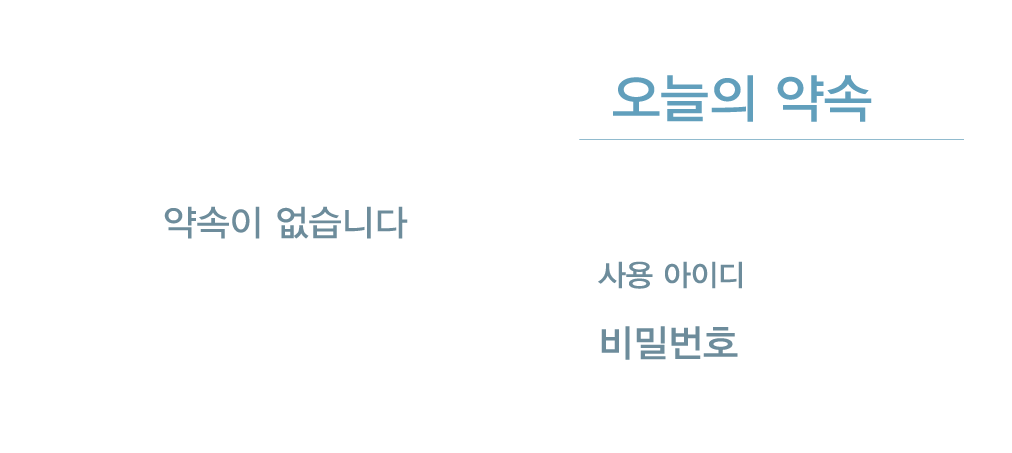 오늘의 약속
약속이 없습니다
사용 아이디
비밀번호